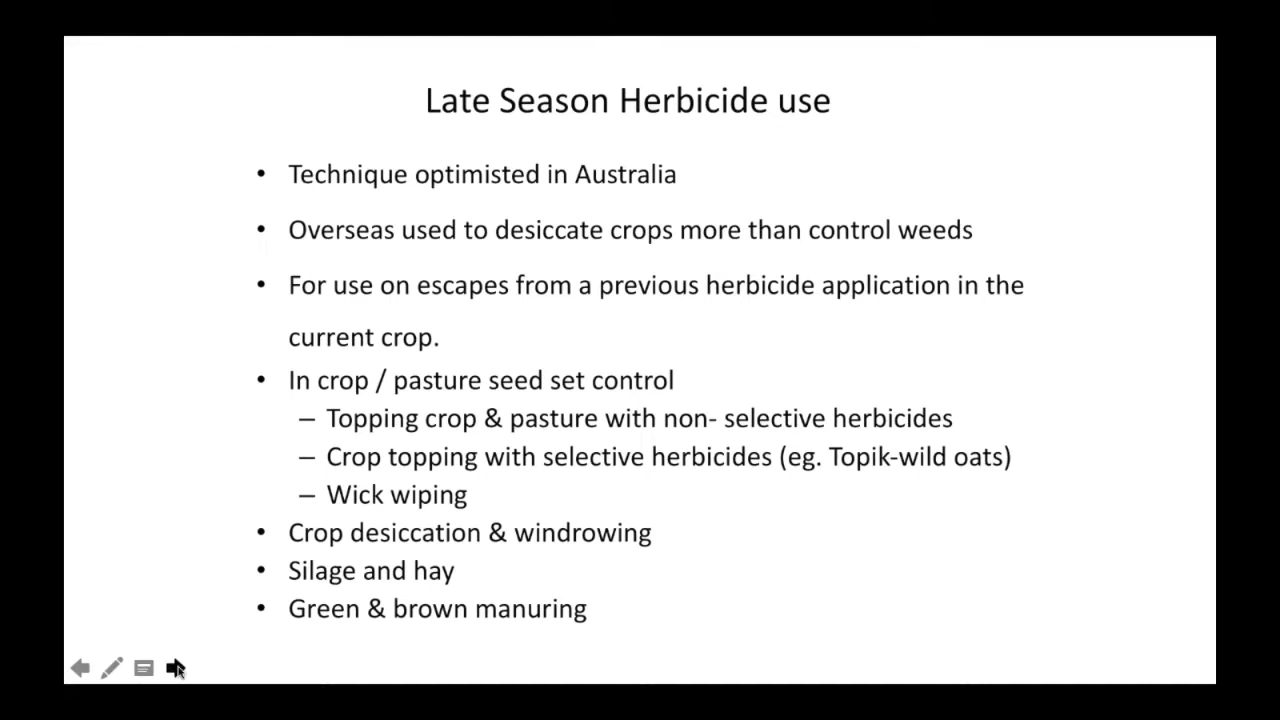 Late Season Herbicide use
• Technique optimisted in Australia
• Overseas used to desiccate crops more than control weeds
• For use on escapes from a previous herbicide application in the
current crop.
• In crop / pasture seed set control
– Topping crop & pasture with non- selective herbicides
– Crop topping with selective herbicides (eg. Topik-wild oats)
– Wick wiping
• Crop desiccation & windrowing
• Silage and hay
• Green & brown manuring